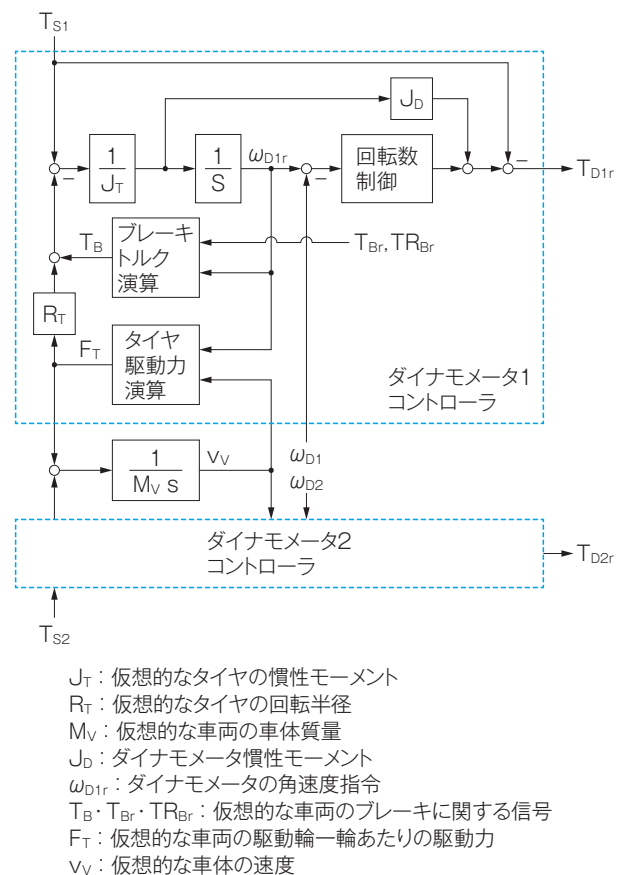 T_S1
J_D
1
J_T
1
S
ω_D1r
回転数
制御
T_D1r
T_B
ブレーキ
トルク
演算
T_Br, TR_Br
R_T
F_T
タイヤ
駆動力
演算
ダイナモメータ1
コントローラ
1
M_V s
v_V
ω_D1
ω_D2
ダイナモメータ2
コントローラ
T_D2r
T_S2
J_T：仮想的なタイヤの慣性モーメント
R_T：仮想的なタイヤの回転半径
M_V：仮想的な車両の車体質量
J_D：ダイナモメータ慣性モーメント
ω_D1r：ダイナモメータの角速度指令
T_B・T_Br・TR_Br：仮想的な車両のブレーキに関する信号
F_T：仮想的な車両の駆動輪一輪あたりの駆動力
v_V：仮想的な車体の速度